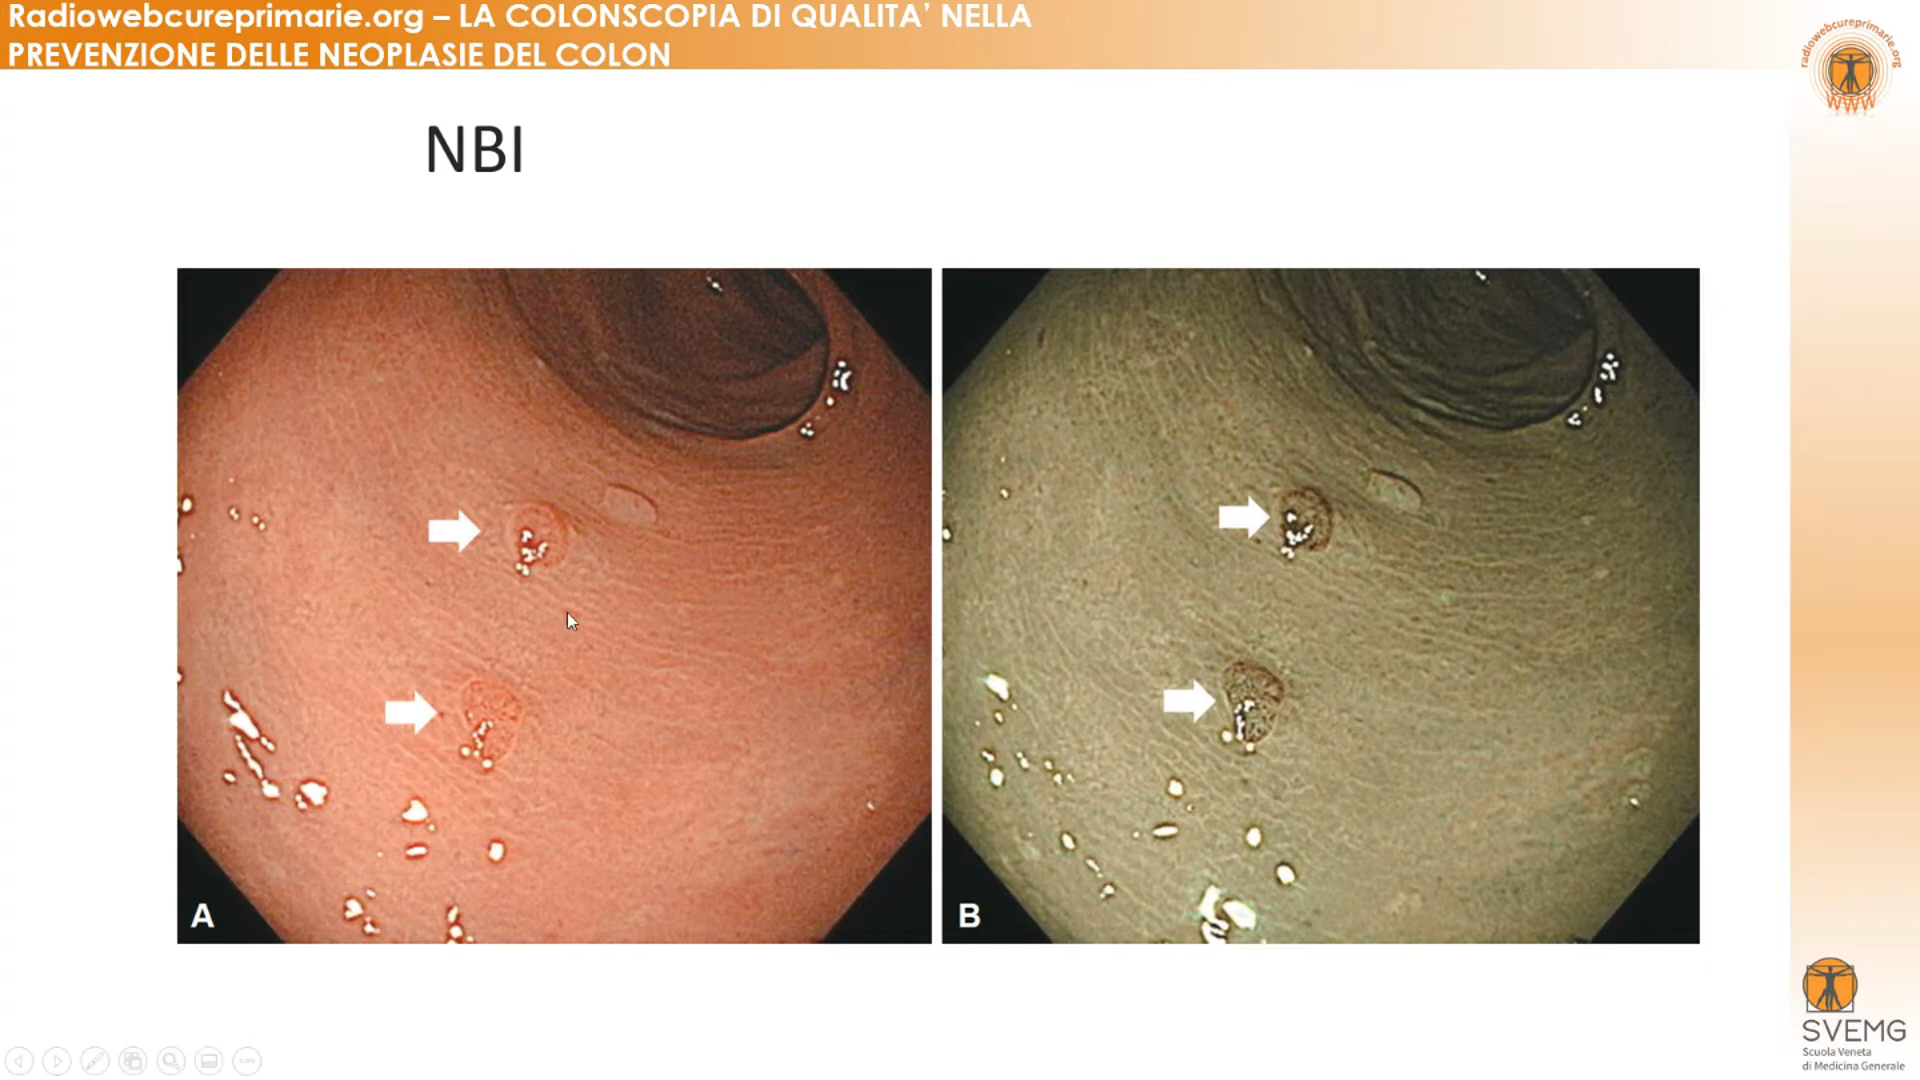 Radiowebcureprimarie.org – LA COLONSCOPIA DI QUALITA’ NELLA
PREVENZIONE DELLE NEOPLASIE DEL COLON
radiowebcureprimarie.org
WWW
NBI
A
B
SVEMG
Scuola Veneta
di Medicina Generale